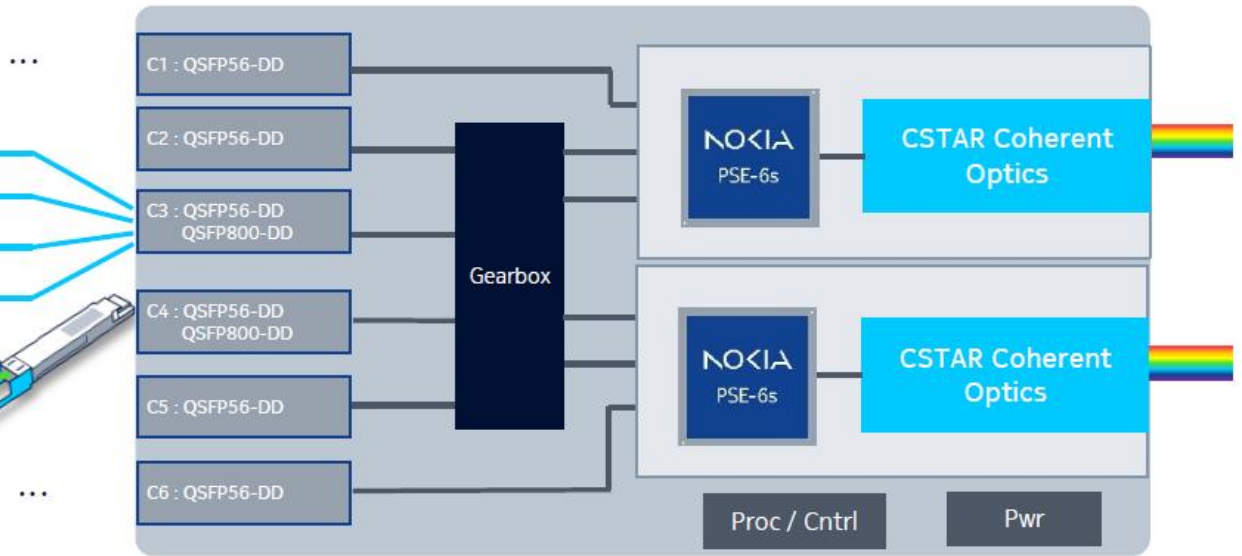 ...
C1 : QSFP56-DD
C2 : QSFP56-DD
C3 : QSFP56-DD
QSFP800-DD
C4 : QSFP56-DD
QSFP800-DD
C5 : QSFP56-DD
...
C6 : QSFP56-DD
Gearbox
NOKIA
PSE-6s
CSTAR Coherent
Optics
NOKIA
PSE-6s
CSTAR Coherent
Optics
Proc / Cntrl
Pwr